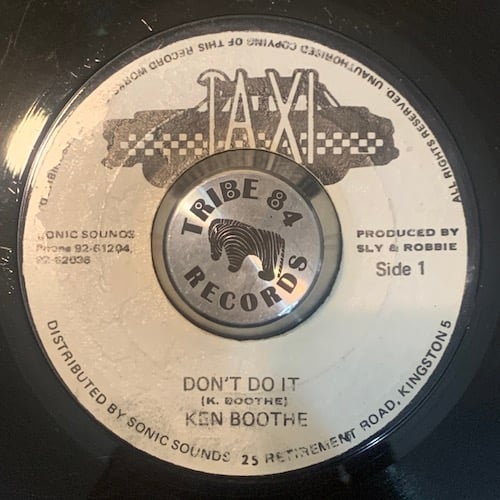 ALL RIGHTS RESERVED. UNAUTHORISED COPYING OF THIS RECORD WORK
TAXI
TRIBE 84
RECORDS
SONIC SOUNDS
Phone 92-61204,
92-62636
PRODUCED BY
SLY & ROBBIE
Side 1
DON'T DO IT
(K. BOOTHE)
KEN BOOTHE
DISTRIBUTED BY SONIC SOUNDS 25 RETIREMENT ROAD, KINGSTON 5